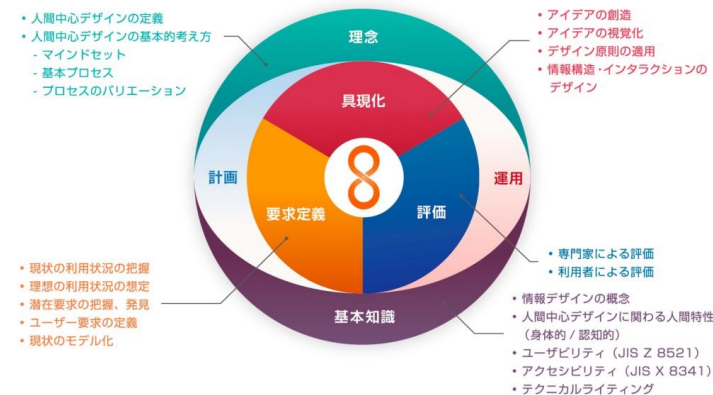 ・人間中心デザインの定義
・人間中心デザインの基本的考え方
- マインドセット
- 基本プロセス
- プロセスのバリエーション
・アイデアの創造
・アイデアの視覚化
・デザイン原則の適用
・情報構造・インタラクションの
デザイン
理念
具現化
計画
運用
要求定義
評価
基本知識
・現状の利用状況の把握
・理想の利用状況の想定
・潜在要求の把握、発見
・ユーザー要求の定義
・現状のモデル化
・専門家による評価
・利用者による評価
・情報デザインの概念
・人間中心デザインに関わる人間特性
（身体的 / 認知的）
・ユーザビリティ（JIS Z 8521）
・アクセシビリティ（JIS X 8341）
・テクニカルライティング